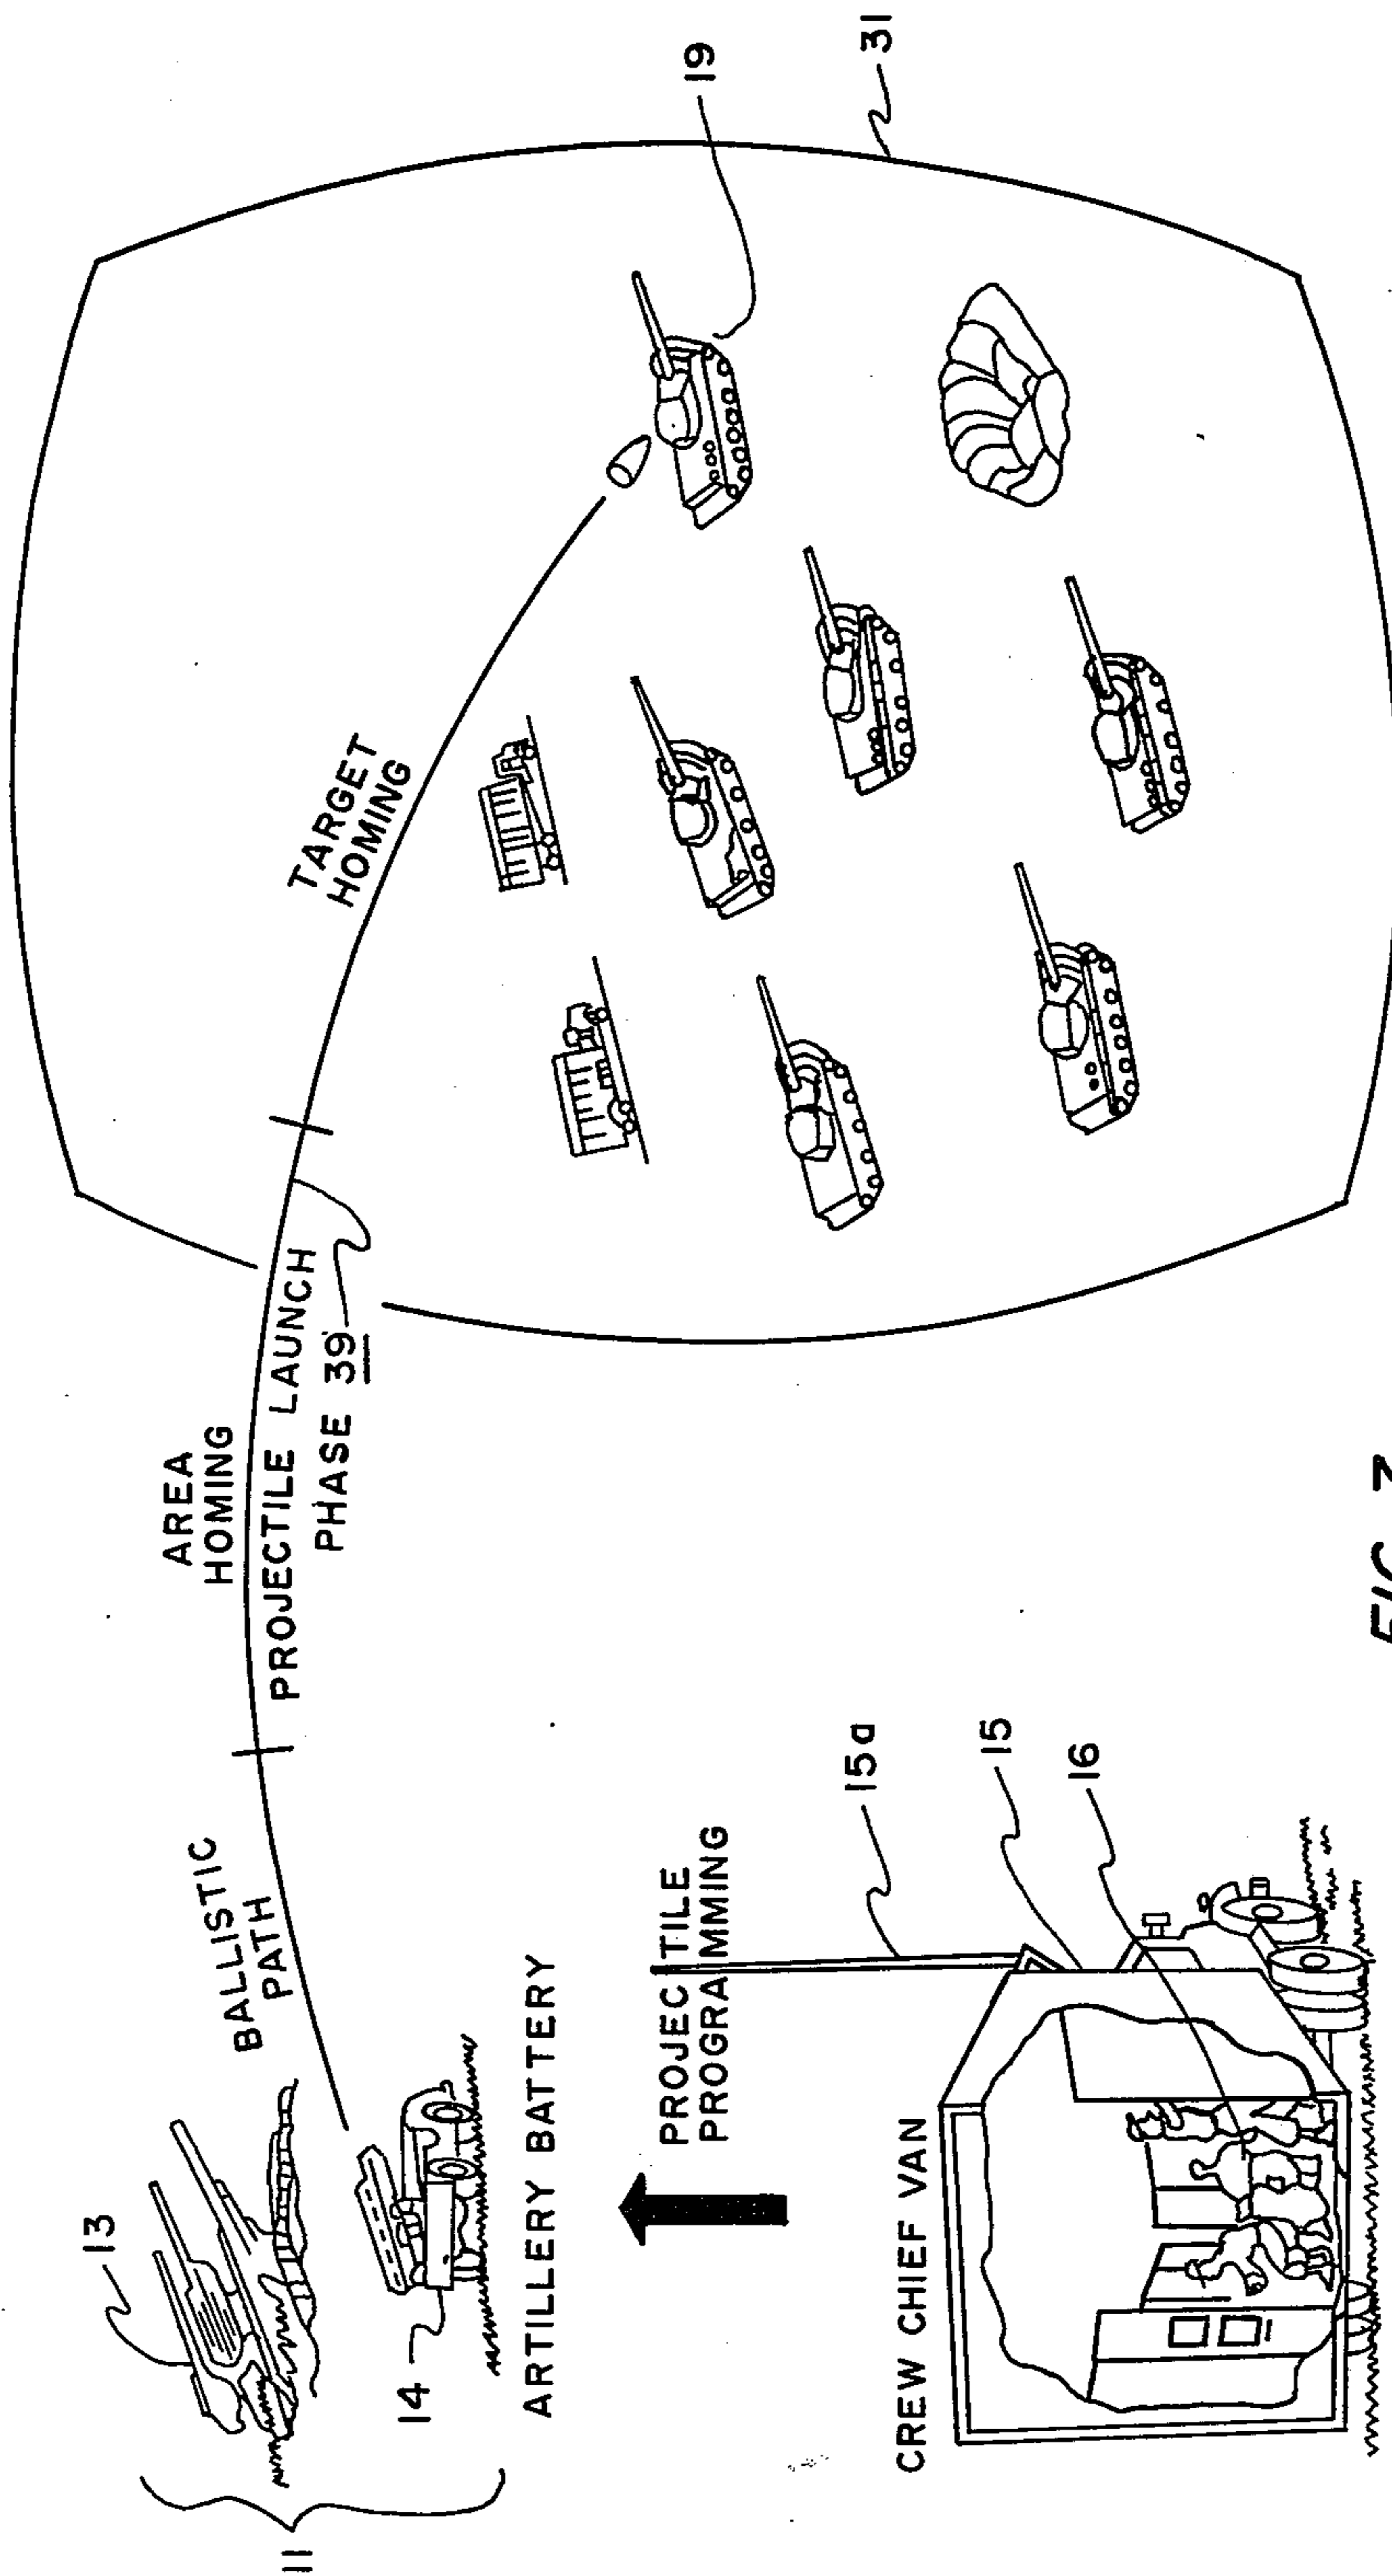 13
11
14
ARTILLERY BATTERY
BALLISTIC
PATH
AREA
HOMING
PROJECTILE LAUNCH
PHASE 39
TARGET
HOMING
19
31
PROJECTILE
PROGRAMMING
CREW CHIEF VAN
15a
15
16